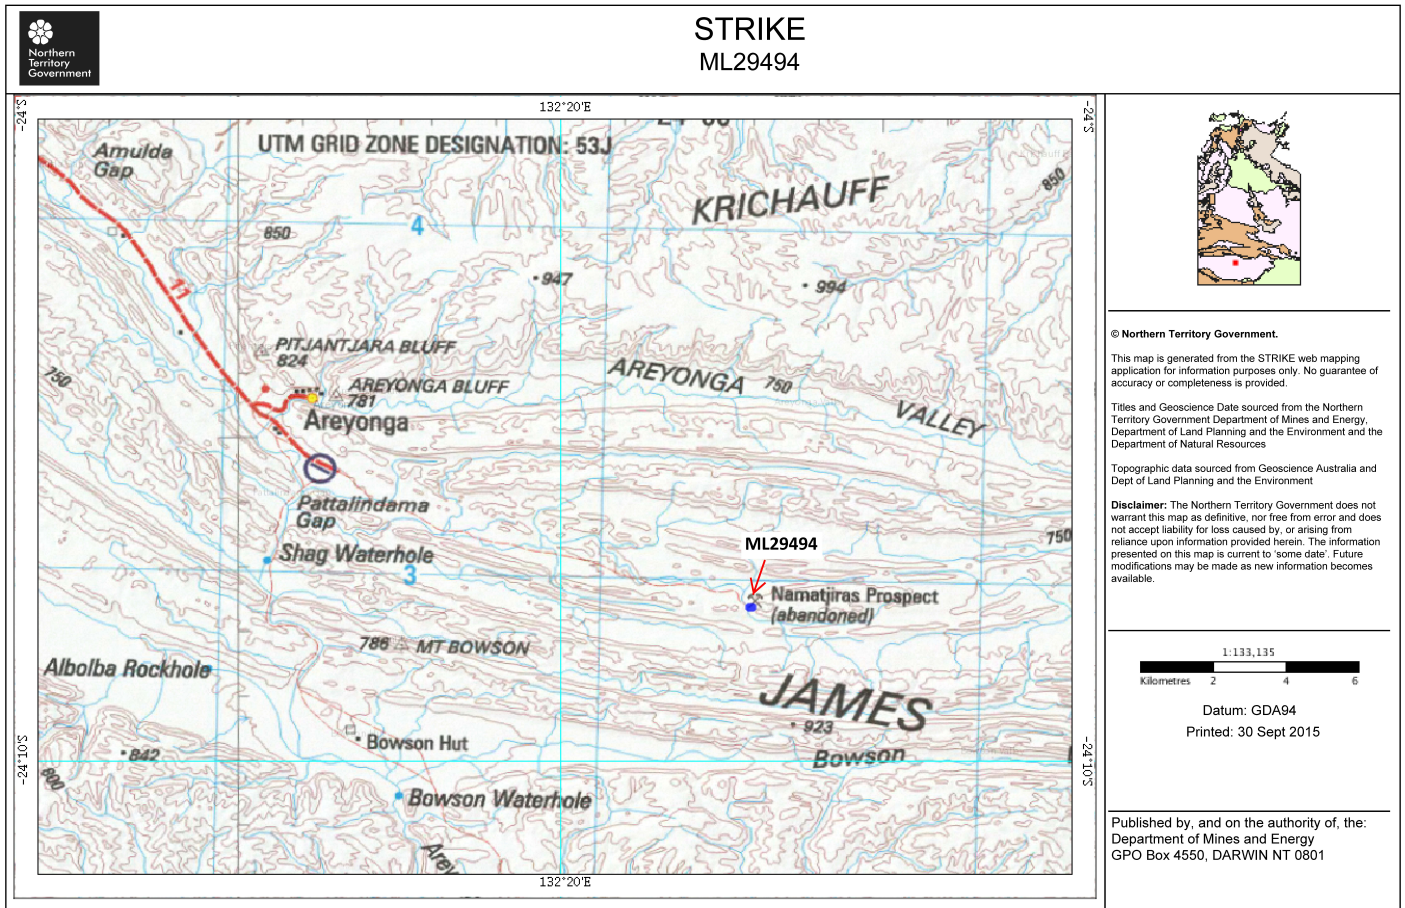 Northern
Territory
Government
STRIKE
ML29494
-24°S
132°20'E
-24°S
UTM GRID ZONE DESIGNATION: 53J
Amulda
Gap
KRICHAUFF
850
4
850
947
994
11
PITJANTJARA BLUFF
824
AREYONGA
750
750
AREYONGA BLUFF
781
VALLEY
Areyonga
Pattalindama
Gap
750
ML29494
Shag Waterhole
3
Namatjiras Prospect
(abandoned)
786
MT BOWSON
Albolba Rockhole
JAMES
923
Bowson Hut
Bowson
842
800
Bowson Waterhole
Arey
-24°10'S
-24°10'S
132°20'E
© Northern Territory Government.
This map is generated from the STRIKE web mapping
application for information purposes only. No guarantee of
accuracy or completeness is provided.
Titles and Geoscience Date sourced from the Northern
Territory Government Department of Mines and Energy,
Department of Land Planning and the Environment and the
Department of Natural Resources
Topographic data sourced from Geoscience Australia and
Dept of Land Planning and the Environment
Disclaimer: The Northern Territory Government does not
warrant this map as definitive, nor free from error and does
not accept liability for loss caused by, or arising from
reliance upon information provided herein. The information
presented on this map is current to 'some date'. Future
modifications may be made as new information becomes
available.
1:133,135
Kilometres 2 4 6
Datum: GDA94
Printed: 30 Sept 2015
Published by, and on the authority of, the:
Department of Mines and Energy
GPO Box 4550, DARWIN NT 0801